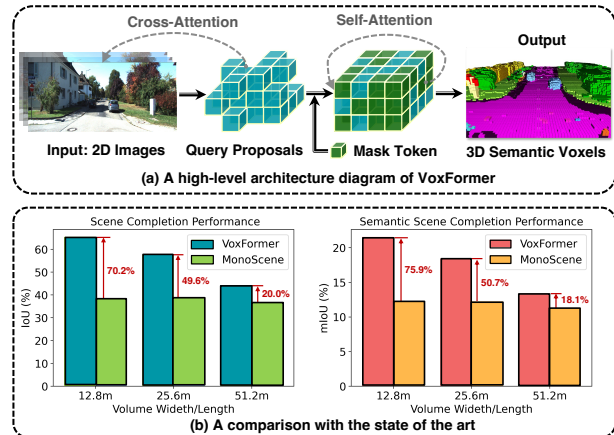 Cross-Attention
Self-Attention
Output
Input: 2D Images
Query Proposals
Mask Token
3D Semantic Voxels
(a) A high-level architecture diagram of VoxFormer
Scene Completion Performance
IoU (%)
60
50
40
30
20
10
0
VoxFormer
MonoScene
70.2%
49.6%
20.0%
12.8m
25.6m
51.2m
Volume Wideth/Length
Semantic Scene Completion Performance
mIoU (%)
20
15
10
5
0
VoxFormer
MonoScene
75.9%
50.7%
18.1%
12.8m
25.6m
51.2m
Volume Wideth/Length
(b) A comparison with the state of the art